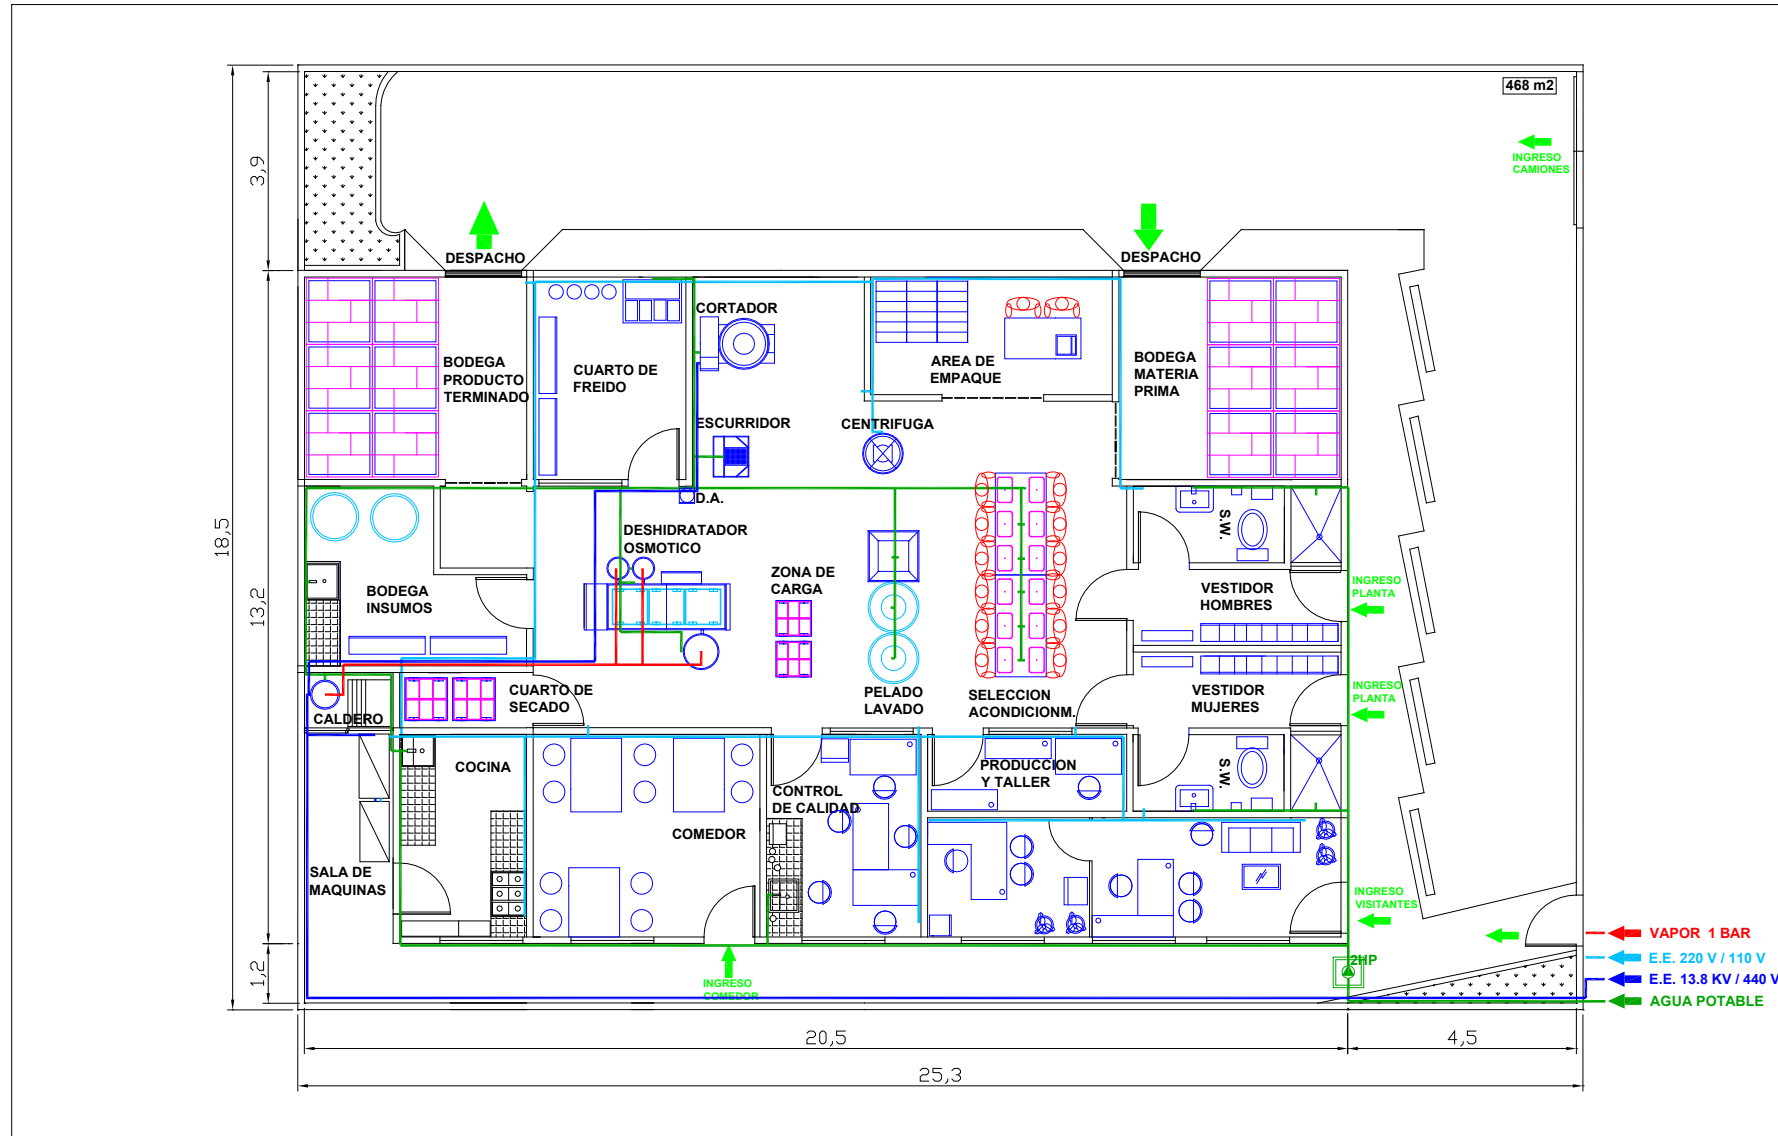 468 m2
INGRESO
CAMIONES
3,9
DESPACHO
DESPACHO
CORTADOR
BODEGA
PRODUCTO
TERMINADO
CUARTO DE
FREIDO
AREA DE
EMPAQUE
BODEGA
MATERIA
PRIMA
ESCURRIDOR
CENTRIFUGA
D.A.
S.W.
DESHIDRATADOR
OSMOTICO
18,5
13,2
ZONA DE
CARGA
BODEGA
INSUMOS
VESTIDOR
HOMBRES
INGRESO
PLANTA
CUARTO DE
SECADO
CALDERO
PELADO
LAVADO
SELECCION
ACONDICIONM.
VESTIDOR
MUJERES
INGRESO
PLANTA
COCINA
PRODUCCION
Y TALLER
S.W.
CONTROL
DE CALIDAD
COMEDOR
SALA DE
MAQUINAS
INGRESO
VISITANTES
1,2
INGRESO
COMEDOR
2HP
VAPOR 1 BAR
E.E. 220 V / 110 V
E.E. 13.8 KV / 440 V
AGUA POTABLE
20,5
4,5
25,3